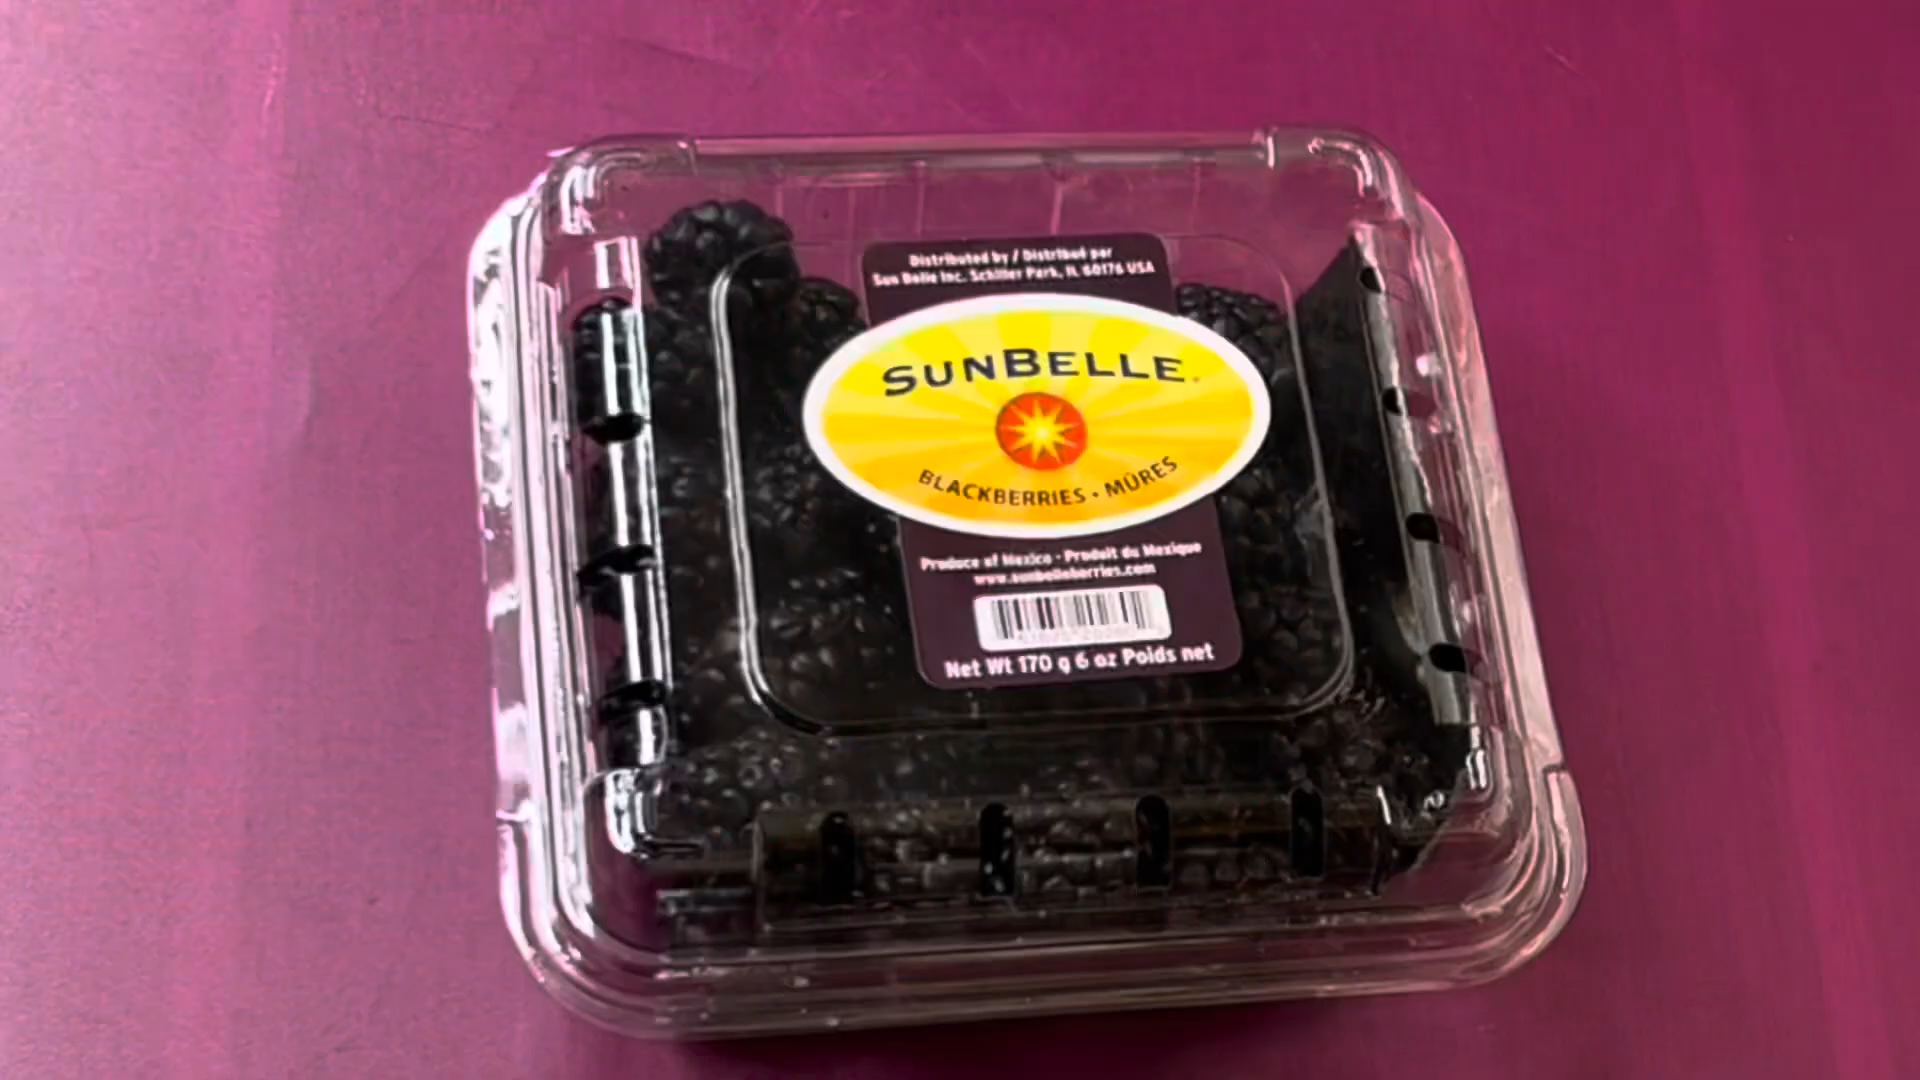 Distributed by / Distribué par
Sun Belle Inc. Schiller Park, IL 60176 USA
SUNBELLE
BLACKBERRIES • MÛRES
Produce of Mexico - Produit du Mexique
www.sunbelleberries.com
Net Wt 170 g 6 oz Poids net